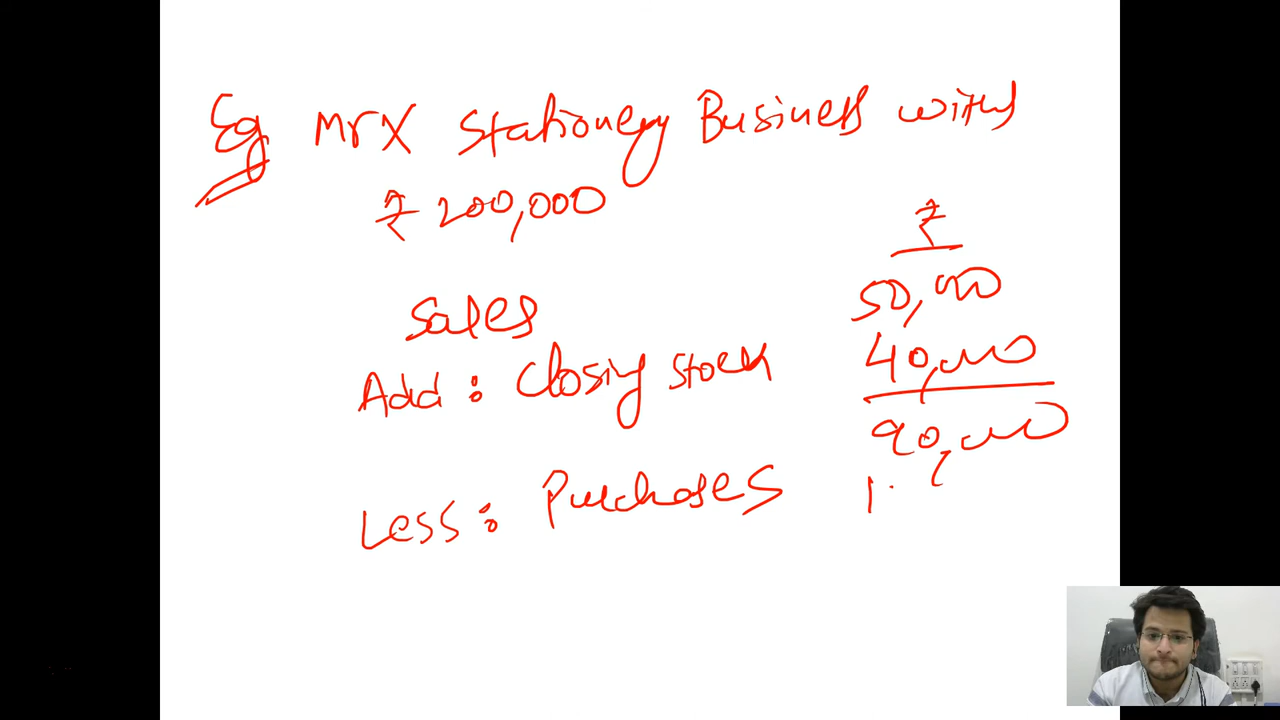 Eg Mr X Stationery Business with
₹ 200,000
₹
Sales 50,000
Add: Closing Stock 40,000
90,000
Less: Purchases 1